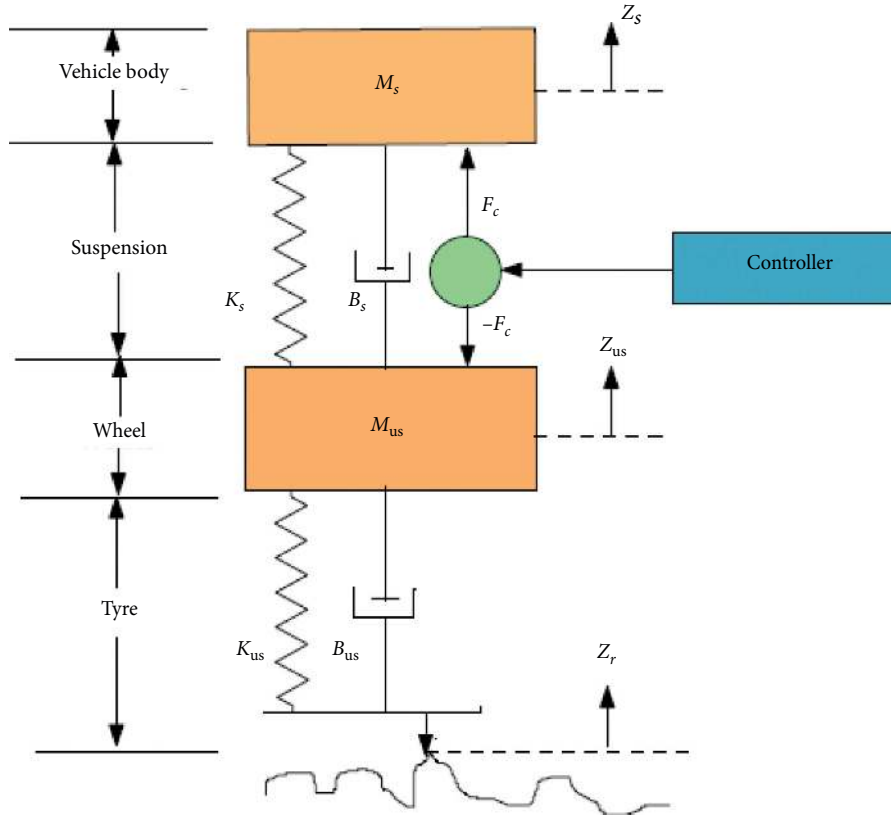 Z_s
Vehicle body
M_s
F_c
Suspension
Controller
K_s
B_s
–F_c
Z_us
Wheel
M_us
Tyre
K_us
B_us
Z_r